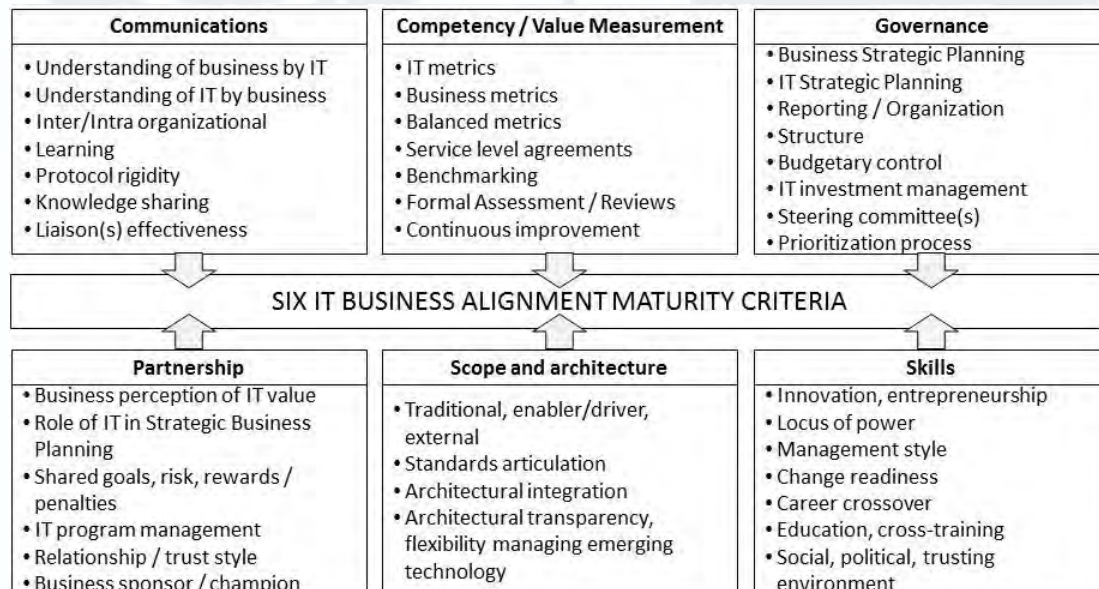 Communications
• Understanding of business by IT
• Understanding of IT by business
• Inter/Intra organizational
• Learning
• Protocol rigidity
• Knowledge sharing
• Liaison(s) effectiveness
Competency / Value Measurement
• IT metrics
• Business metrics
• Balanced metrics
• Service level agreements
• Benchmarking
• Formal Assessment / Reviews
• Continuous improvement
Governance
• Business Strategic Planning
• IT Strategic Planning
• Reporting / Organization
• Structure
• Budgetary control
• IT investment management
• Steering committee(s)
• Prioritization process
SIX IT BUSINESS ALIGNMENT MATURITY CRITERIA
Partnership
• Business perception of IT value
• Role of IT in Strategic Business
Planning
• Shared goals, risk, rewards /
penalties
• IT program management
• Relationship / trust style
• Business sponsor / champion
Scope and architecture
• Traditional, enabler/driver,
external
• Standards articulation
• Architectural integration
• Architectural transparency,
flexibility managing emerging
technology
Skills
• Innovation, entrepreneurship
• Locus of power
• Management style
• Change readiness
• Career crossover
• Education, cross-training
• Social, political, trusting
environment